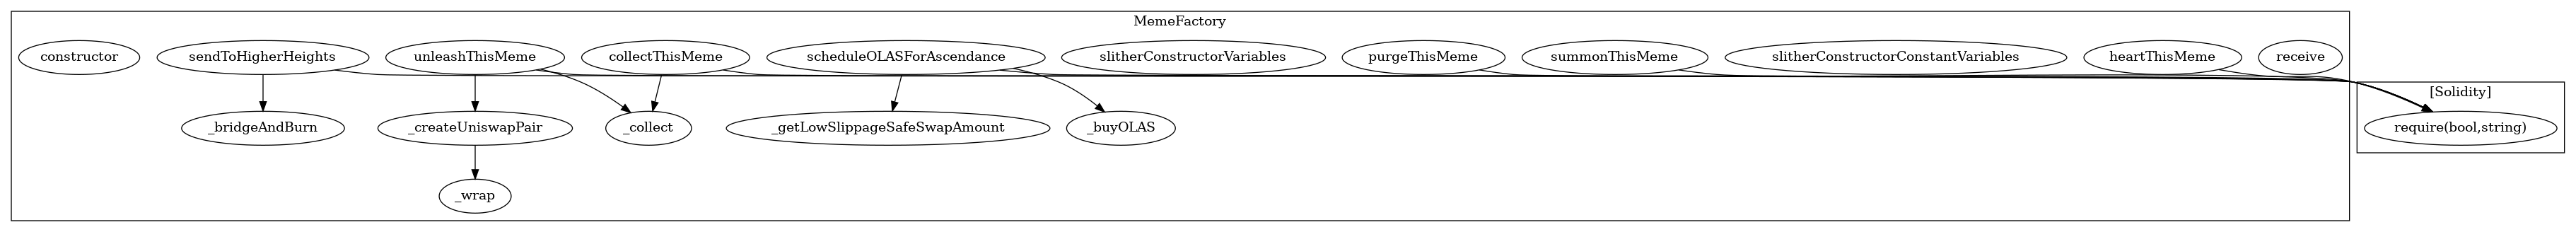 MemeFactory
constructor
sendToHigherHeights
unleashThisMeme
collectThisMeme
scheduleOLASForAscendance
slitherConstructorVariables
purgeThisMeme
summonThisMeme
slitherConstructorConstantVariables
heartThisMeme
receive
[Solidity]
_bridgeAndBurn
_createUniswapPair
_collect
_getLowSlippageSafeSwapAmount
_buyOLAS
require(bool,string)
_wrap